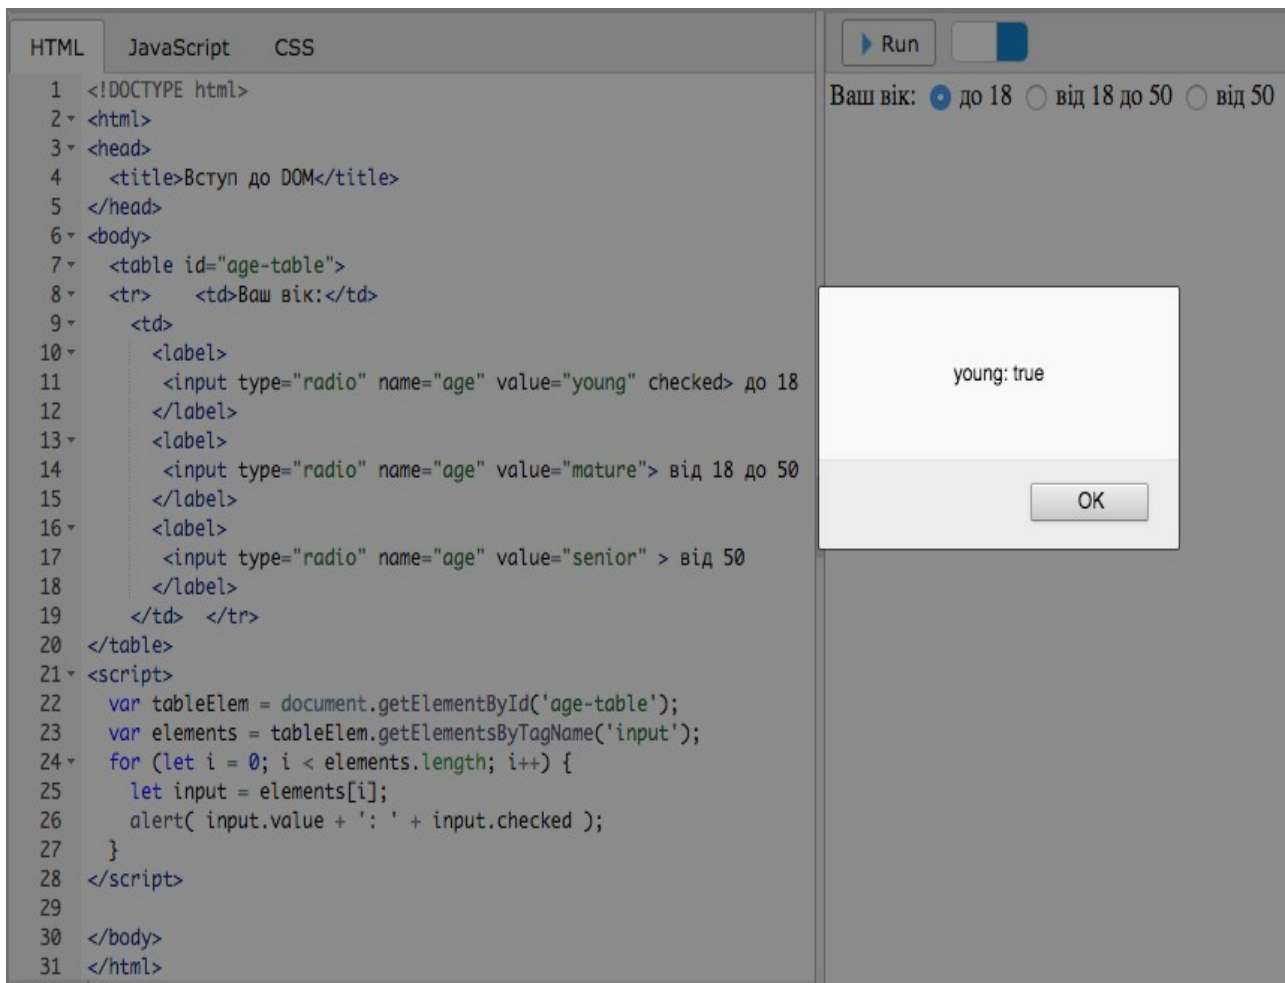 HTML JavaScript CSS
1 <!DOCTYPE html>
2 <html>
3 <head>
4 <title>Вступ до DOM</title>
5 </head>
6 <body>
7 <table id="age-table">
8 <tr> <td>Ваш вік:</td>
9 <td>
10 <label>
11 <input type="radio" name="age" value="young" checked> до 18
12 </label>
13 <label>
14 <input type="radio" name="age" value="mature"> від 18 до 50
15 </label>
16 <label>
17 <input type="radio" name="age" value="senior" > від 50
18 </label>
19 </td> </tr>
20 </table>
21 <script>
22 var tableElem = document.getElementById('age-table');
23 var elements = tableElem.getElementsByTagName('input');
24 for (let i = 0; i < elements.length; i++) {
25 let input = elements[i];
26 alert( input.value + ': ' + input.checked );
27 }
28 </script>
29
30 </body>
31 </html>
Run
Ваш вік: до 18 від 18 до 50 від 50
young: true
OK